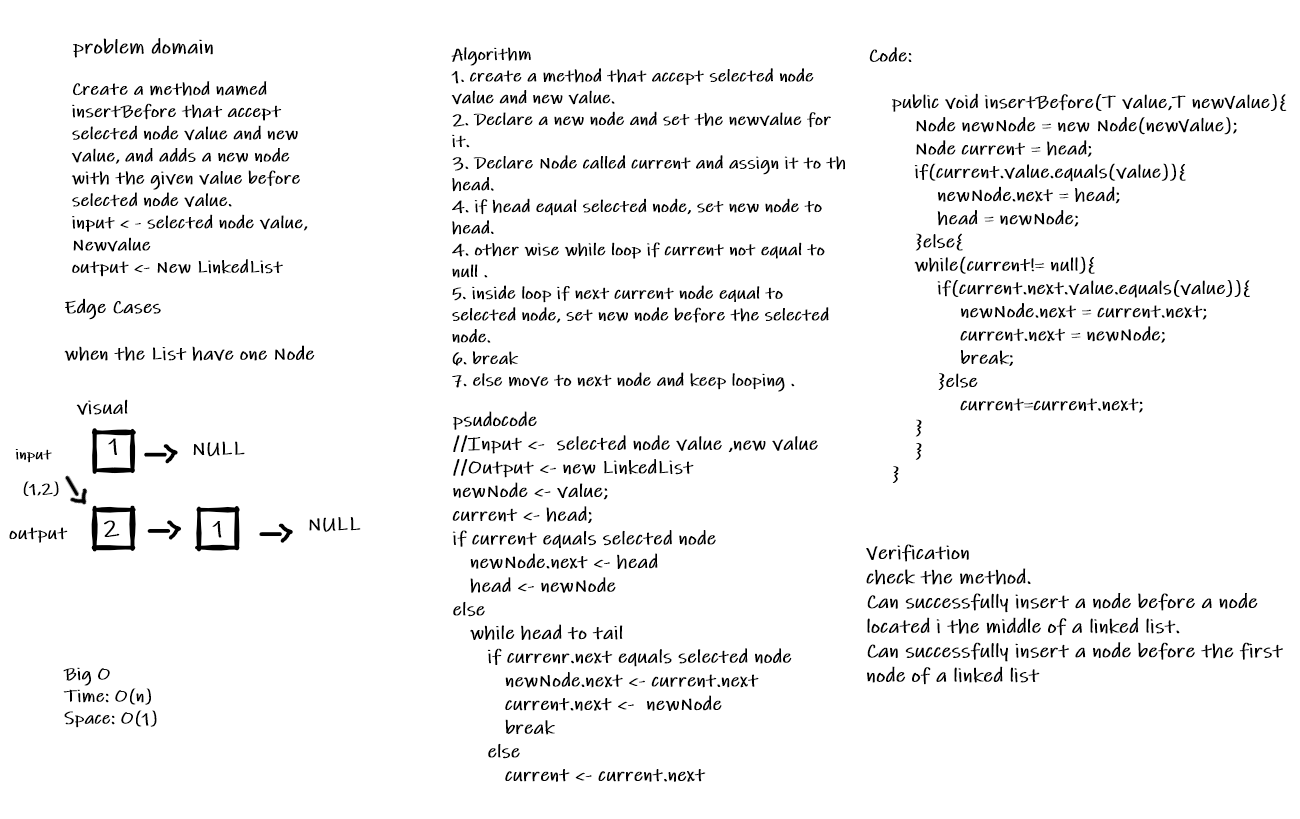 problem domain
Create a method named
insertBefore that accept
selected node value and new
value, and adds a new node
with the given value before
selected node value.
input < - selected node value,
Newvalue
output <- New LinkedList
Edge Cases
when the List have one Node
visual
input
1
NULL
(1,2)
output
2
1
NULL
Big O
Time: O(n)
Space: O(1)
Algorithm
1. create a method that accept selected node
value and new value.
2. Declare a new node and set the newvalue for
it.
3. Declare Node called current and assign it to th
head.
4. if head equal selected node, set new node to
head.
4. other wise while loop if current not equal to
null .
5. inside loop if next current node equal to
selected node, set new node before the selected
node.
6. break
7. else move to next node and keep looping .
psudocode
//Input <- selected node value ,new value
//Output <- new LinkedList
newNode <- value;
current <- head;
if current equals selected node
newNode.next <- head
head <- newNode
else
while head to tail
if currenr.next equals selected node
newNode.next <- current.next
current.next <- newNode
break
else
current <- current.next
Code:
public void insertBefore(T value,T newValue){
Node newNode = new Node(newValue);
Node current = head;
if(current.value.equals(value)){
newNode.next = head;
head = newNode;
}else{
while(current!= null){
if(current.next.value.equals(value)){
newNode.next = current.next;
current.next = newNode;
break;
}else
current=current.next;
}
}
}
Verification
check the method.
Can successfully insert a node before a node
located i the middle of a linked list.
Can successfully insert a node before the first
node of a linked list